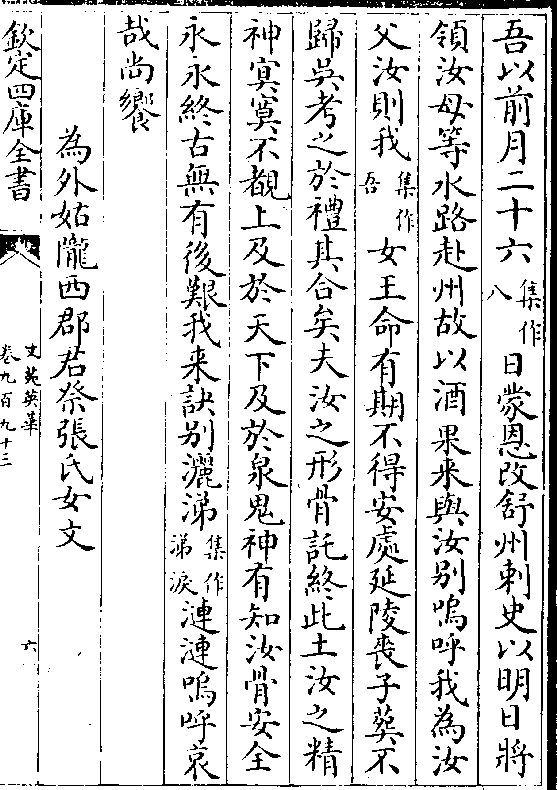 吾以前月二十六集作八日蒙恩改舒州刺史以明日將
領汝母等水路赴州故以酒果来與汝别嗚呼我為汝
父汝則我集作吾女王命有期不得安處延陵喪子葬不
歸吳考之於禮其合矣夫汝之形骨託終此土汝之精
神寞寞不覩上及於天下及於泉鬼神有知汝骨安全
永永終古無有後艱我来訣别灑涕集作涕淚漣漣嗚呼哀
哉尚饗
為外姑隴西郡君祭張氏女文
欽定四庫全書
文苑英華
卷九百九十三
六